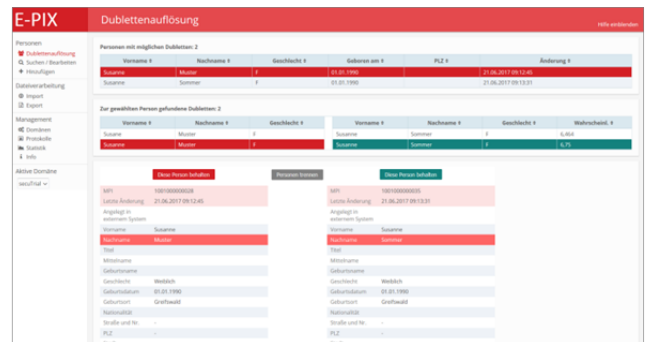 E-PIX
Dublettenauflösung
Hilfe einblenden
Personen
Dublettenauflösung
Suchen / Bearbeiten
Hinzufügen
Dateiverarbeitung
Import
Export
Management
Domänen
Protokolle
Statistik
Info
Aktive Domäne
secuTrial
Personen mit möglichen Dubletten: 2
Vorname Nachname Geschlecht Geboren am PLZ Änderung
Susanne Muster F 01.01.1990 21.06.2017 09:12:45
Susanne Sommer F 01.01.1990 21.06.2017 09:13:31
Zur gewählten Person gefundene Dubletten: 2
Vorname Nachname Geschlecht Vorname Nachname Geschlecht Wahrscheinl.
Susane Muster F Susanne Sommer F 6,464
Susanne Muster F Susanne Sommer F 6,75
Diese Person behalten Personen trennen Diese Person behalten
MPI 1001000000028 MPI 1001000000035
Letzte Änderung 21.06.2017 09:12:45 Letzte Änderung 21.06.2017 09:13:31
Angelegt in Angelegt in
externem System externem System
Vorname Susanne Vorname Susanne
Nachname Muster Nachname Sommer
Titel Titel
Mittelname Mittelname
Geburtsname Geburtsname
Geschlecht Weiblich Geschlecht Weiblich
Geburtsdatum 01.01.1990 Geburtsdatum 01.01.1990
Geburtsort Greifswald Geburtsort Greifswald
Nationalität Nationalität
Straße und Nr. - Straße und Nr. -
PLZ - PLZ -